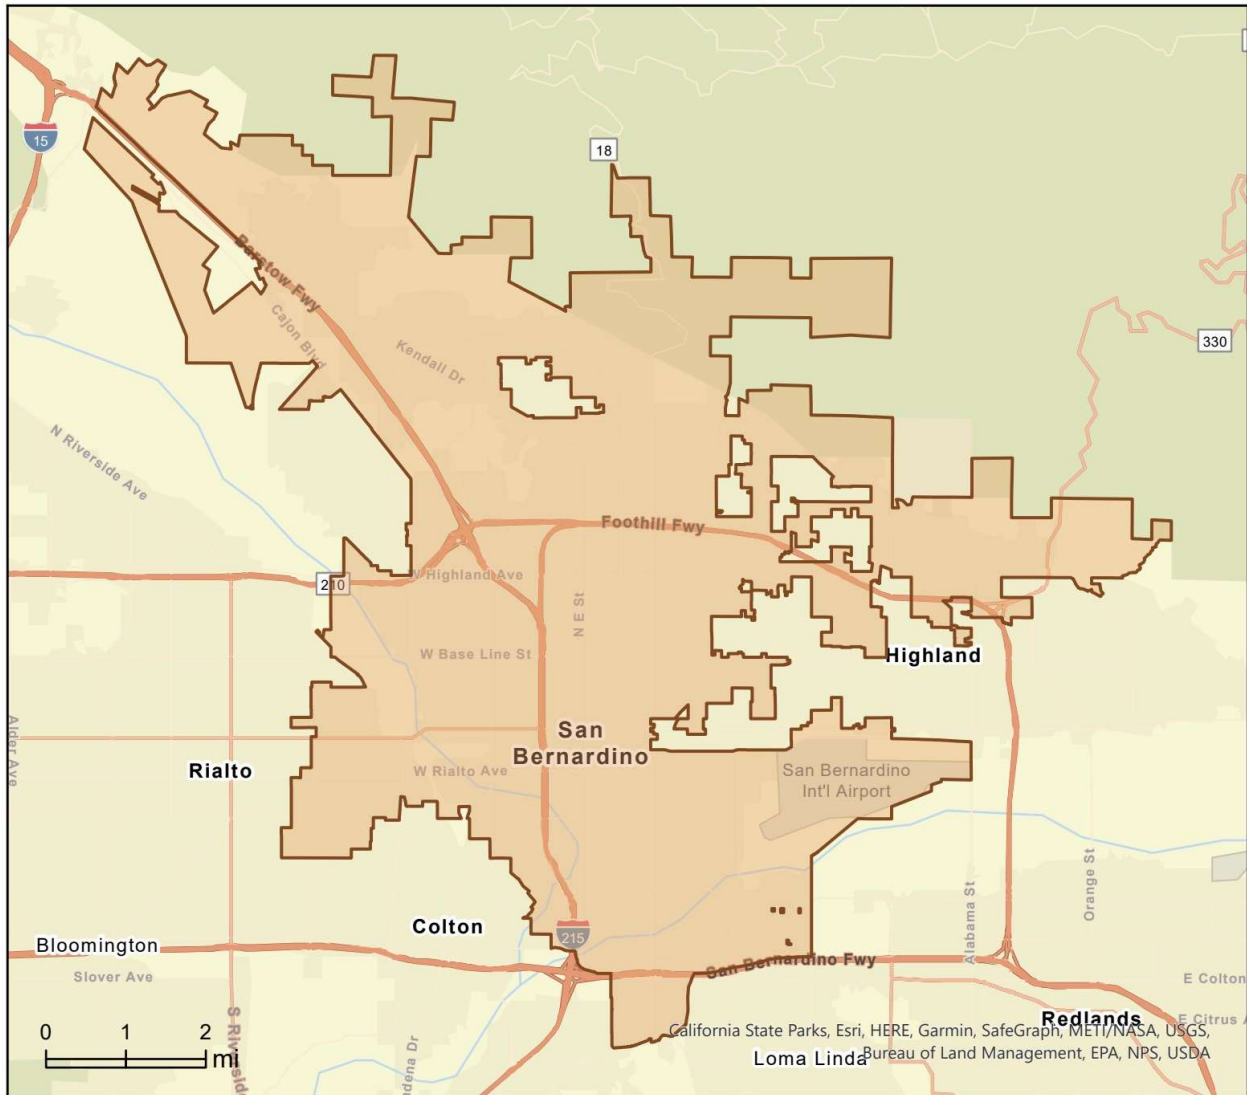 18
15
Barstow Fwy
Cajon Blvd
330
Kendall Dr
N Riverside Ave
Foothill Fwy
210
W Highland Ave
N E St
W Base Line St
Highland
San
Bernardino
Alder Ave
Rialto
W Rialto Ave
San Bernardino
Int'l Airport
Alabama St
Orange St
Colton
215
Bloomington
San Bernardino Fwy
Slover Ave
E Colton
S Riverside
Redlands
E Citrus A
0 1 2
mi
dena Dr
California State Parks, Esri, HERE, Garmin, SafeGraph, METI/NASA, USGS,
Loma Linda
Bureau of Land Management, EPA, NPS, USDA